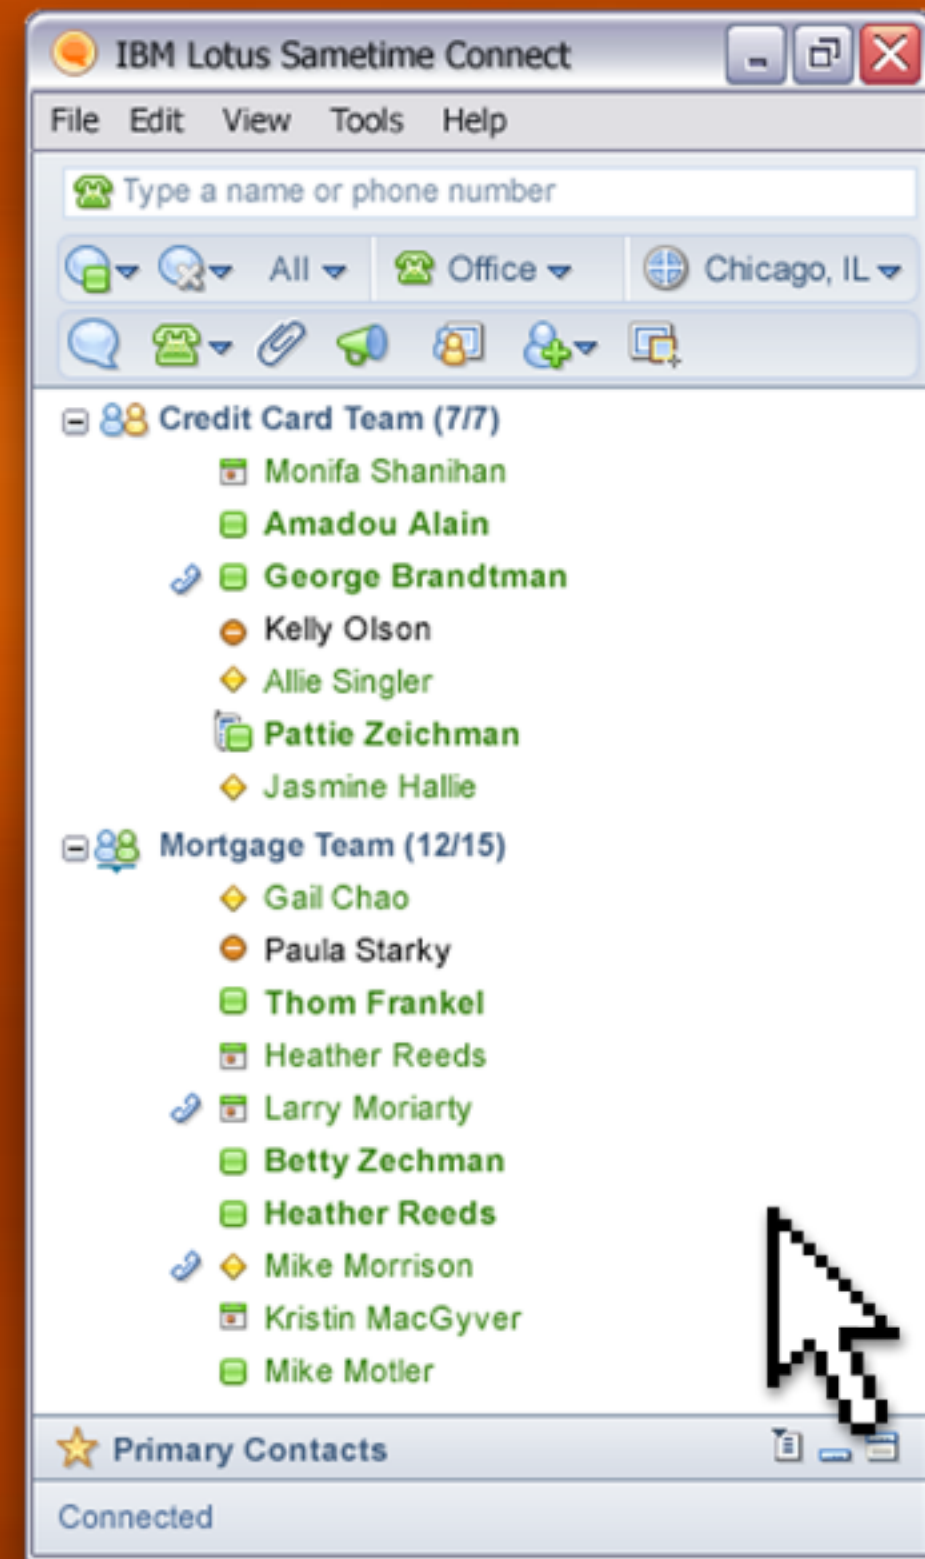 IBM Lotus Sametime Connect
File Edit View Tools Help
Type a name or phone number
All Office Chicago, IL
Credit Card Team (7/7)
Monifa Shanihan
Amadou Alain
George Brandtman
Kelly Olson
Allie Singler
Pattie Zeichman
Jasmine Hallie
Mortgage Team (12/15)
Gail Chao
Paula Starky
Thom Frankel
Heather Reeds
Larry Moriarty
Betty Zechman
Heather Reeds
Mike Morrison
Kristin MacGyver
Mike Motler
Primary Contacts
Connected